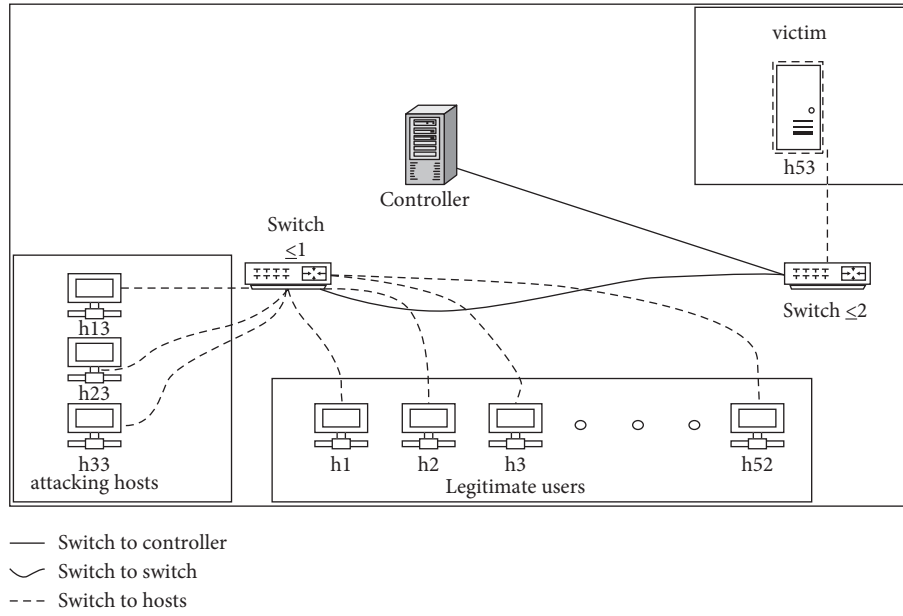 victim
h53
Controller
Switch
≤1
Switch ≤2
h13
h23
h33
attacking hosts
h1
h2
h3
h52
Legitimate users
Switch to controller
Switch to switch
Switch to hosts